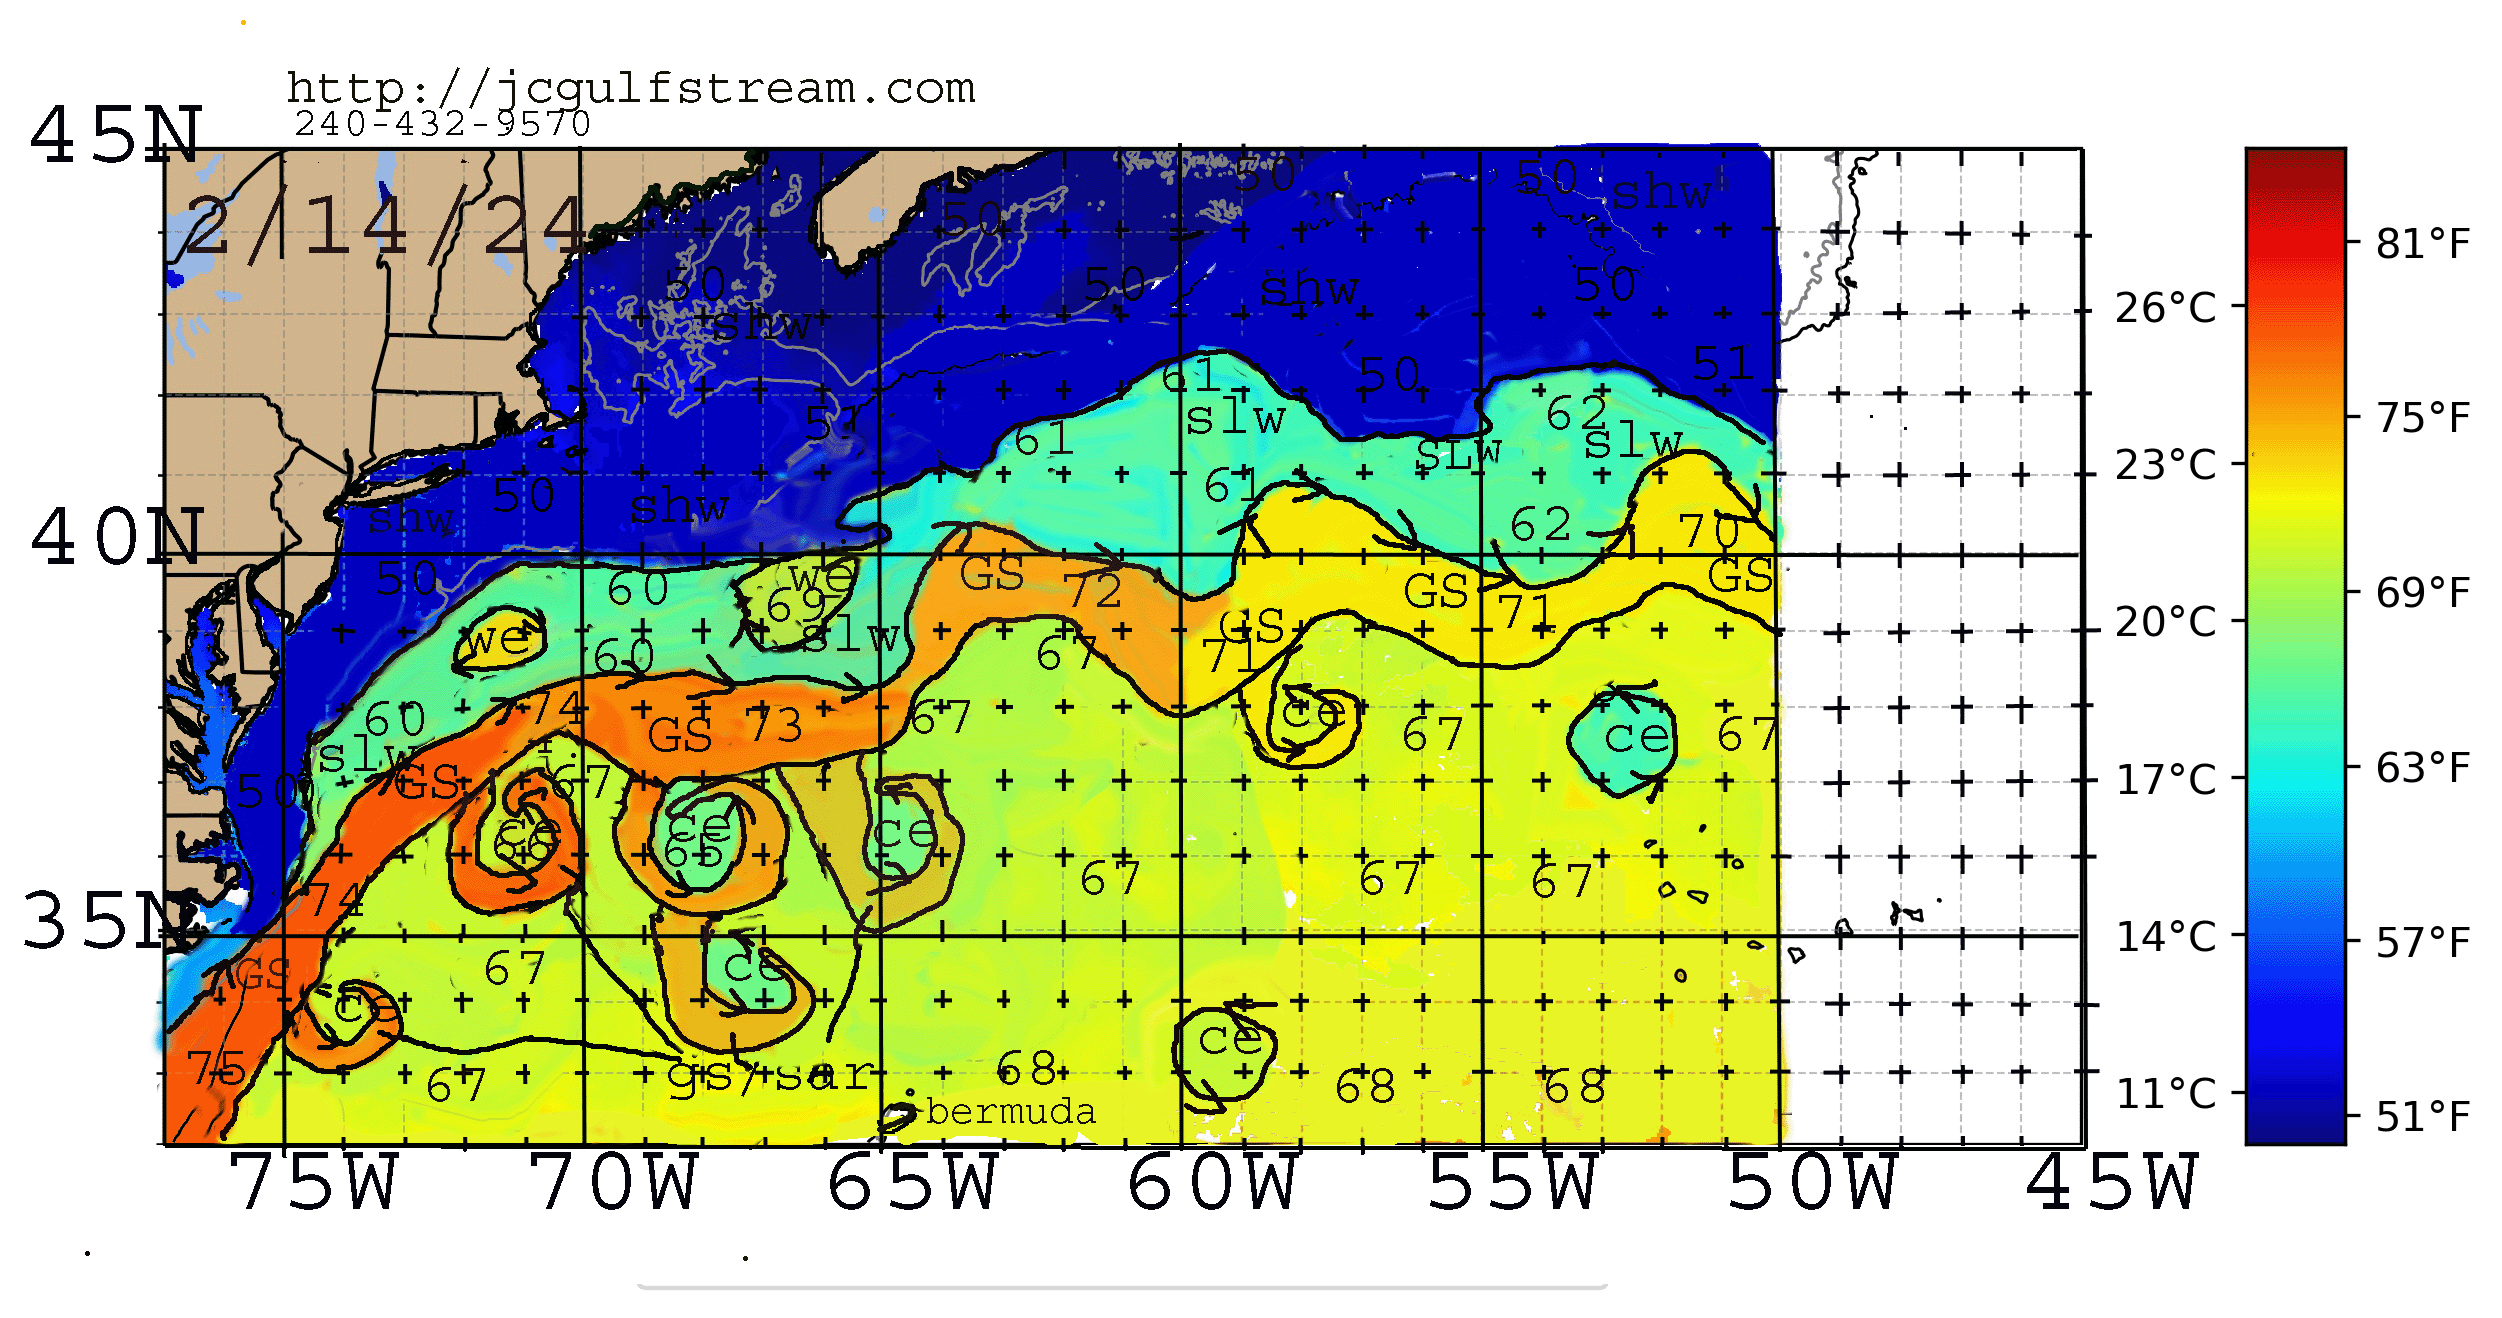 http://jcgulfstream.com
240-432-9570
45N
2/14/24
50
50
shw
50
50
50
50
shw
shw
shw
81°F
26°C
61
50
51
75°F
51
61
slw
62
slw
SLW
23°C
50
shw
shw
61
62
70
40N
50
60
we
69
GS
72
GS
71
GS
69°F
20°C
we
60
slw
67
GS
71
60
slw
74
GS
73
67
ce
67
ce
67
63°F
17°C
50
GS
67
ce
ce
65
ce
67
67
67
74
35N
GS
67
ce
14°C
57°F
ce
ce
75
67
gs/sar
68
68
68
11°C
51°F
bermuda
75W
70W
65W
60W
55W
50W
45W